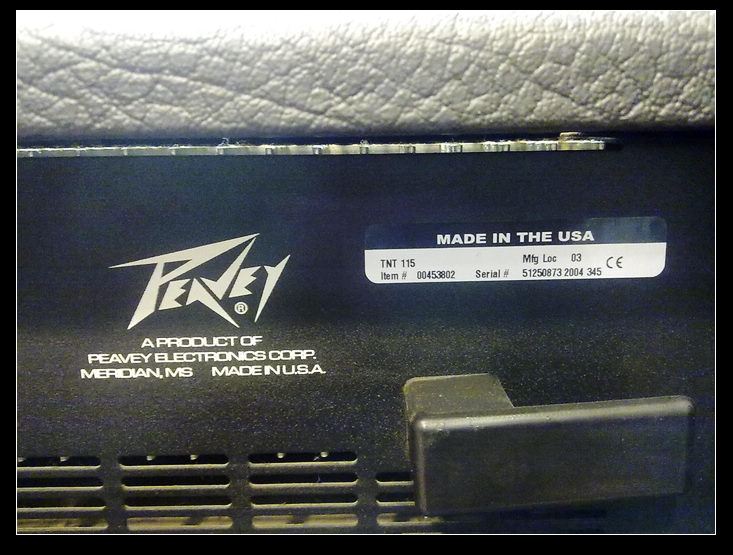 MADE IN THE USA
TNT 115 Mfg Loc 03 CE
Item # 00453802 Serial # 51250873 2004 345
PEAVEY®
A PRODUCT OF
PEAVEY ELECTRONICS CORP.
MERIDIAN, MS MADE IN U.S.A.